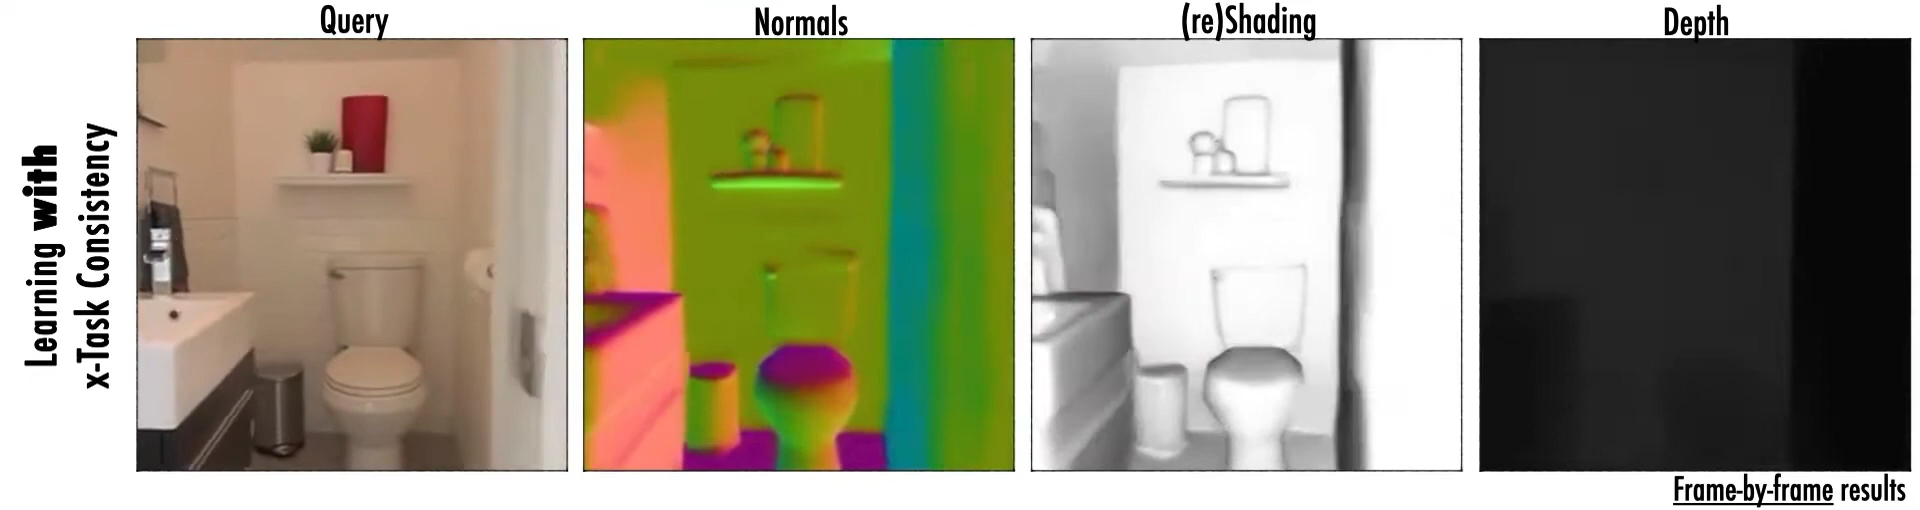 Query
Normals
(re)Shading
Depth
Learning with
x-Task Consistency
Frame-by-frame results